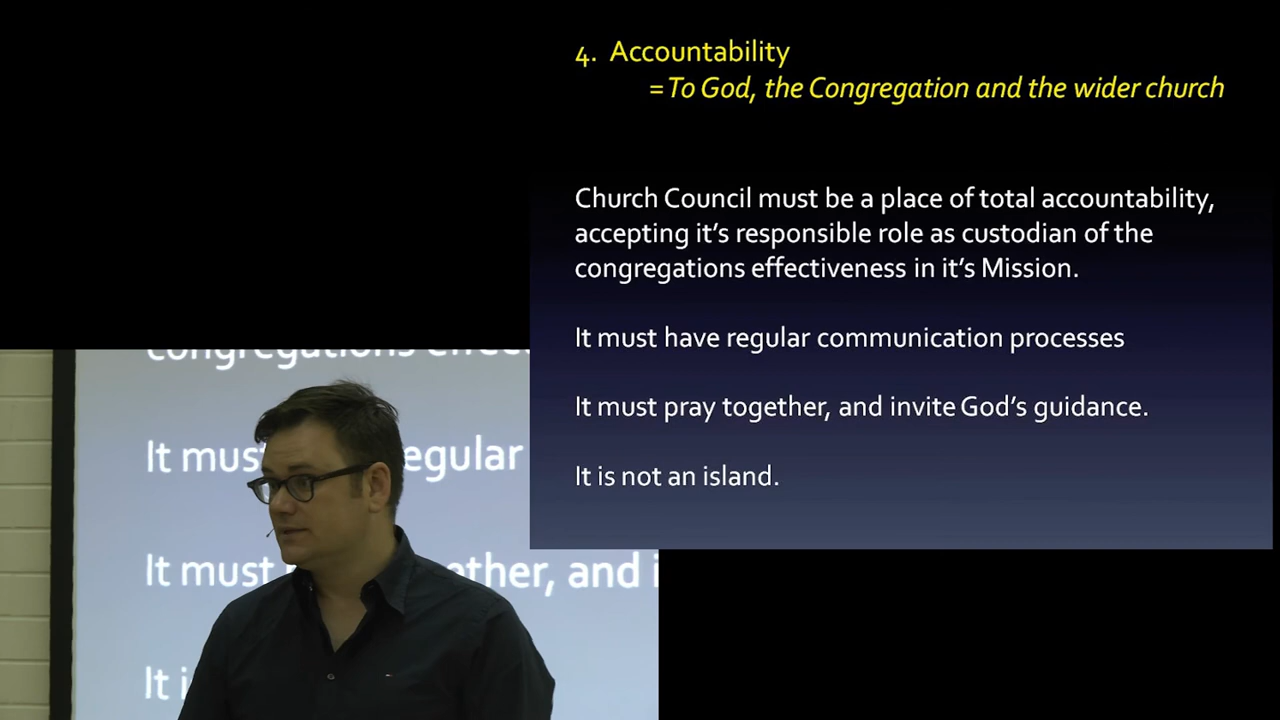 4. Accountability
= To God, the Congregation and the wider church
Church Council must be a place of total accountability,
accepting it's responsible role as custodian of the
congregations effectiveness in it's Mission.
It must have regular communication processes
It must pray together, and invite God's guidance.
It is not an island.
congregations
It must egular
It must ether, and i
It i